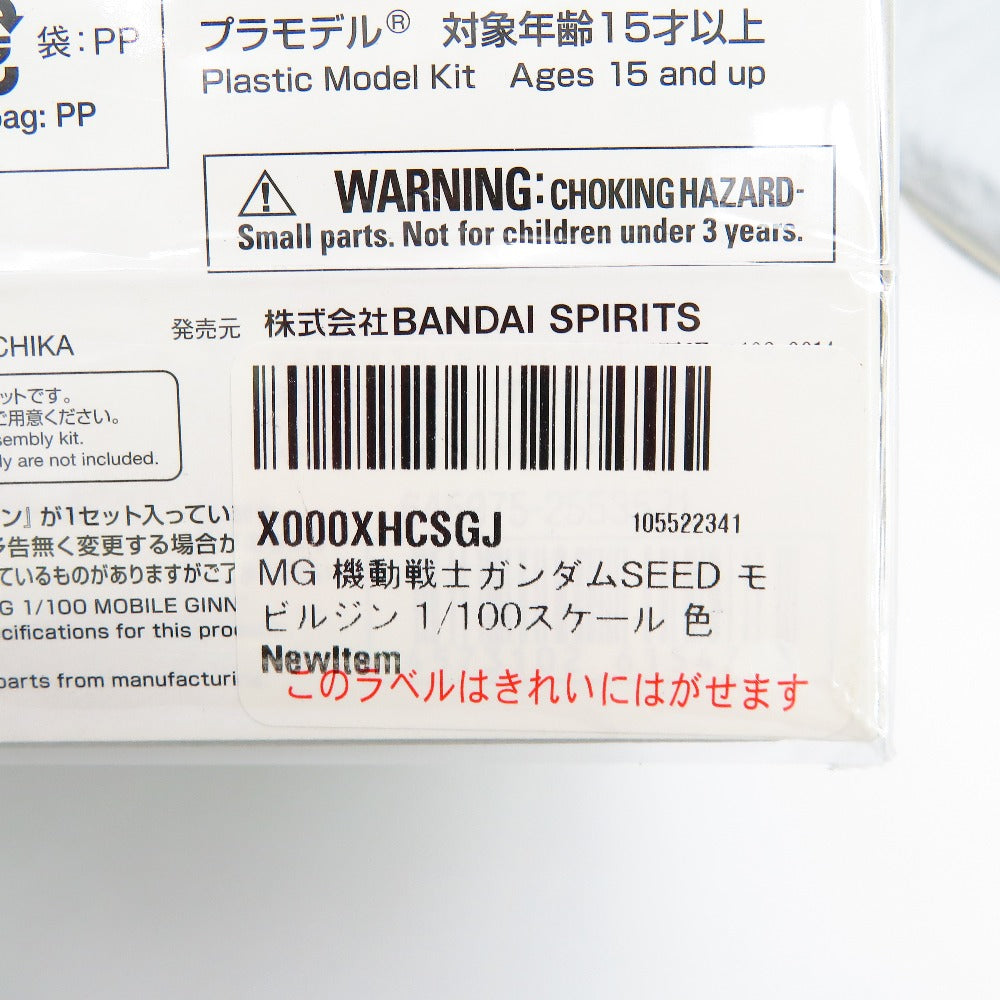 袋：PP
bag: PP
プラモデル® 対象年齢15才以上
Plastic Model Kit Ages 15 and up
WARNING: CHOKING HAZARD-
Small parts. Not for children under 3 years.
CHIKA
発売元 株式会社BANDAI SPIRITS
ットです。
ご用意ください。
sembly kit.
ly are not included.
ン』が1セット入ってい
予告無く変更する場合が
ているものがありますがご了
G 1/100 MOBILE GINN
ecifications for this pro
parts from manufacturi
X000XHCSGJ 105522341
MG 機動戦士ガンダムSEED モ
ビルジン 1/100スケール 色
NewItem
このラベルはきれいにはがせます